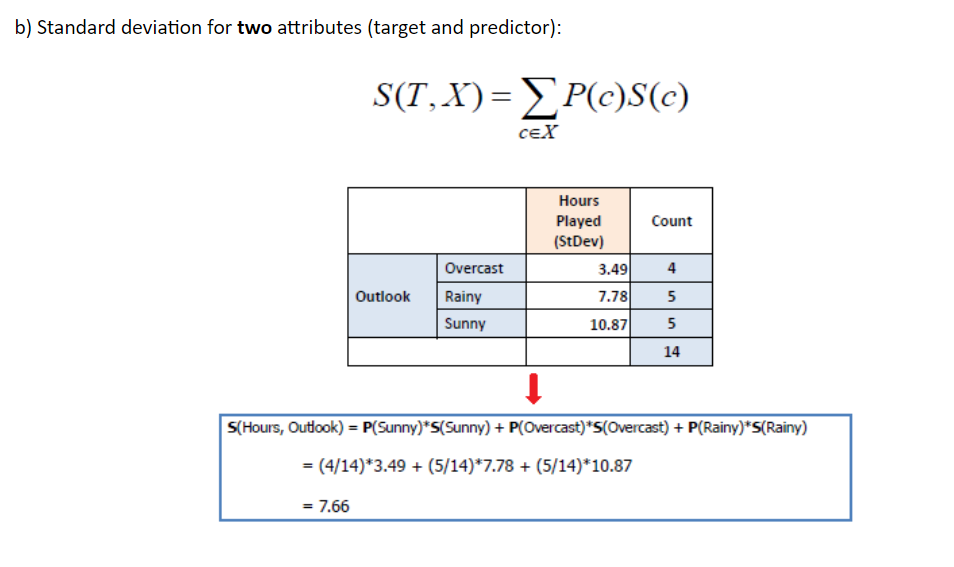 b) Standard deviation for two attributes (target and predictor):
S(T, X) = ∑ P(c)S(c)
c∈X
Hours
Played
(StDev)
Count
Outlook
Overcast 3.49 4
Rainy 7.78 5
Sunny 10.87 5
14
S(Hours, Outlook) = P(Sunny)*S(Sunny) + P(Overcast)*S(Overcast) + P(Rainy)*S(Rainy)
= (4/14)*3.49 + (5/14)*7.78 + (5/14)*10.87
= 7.66